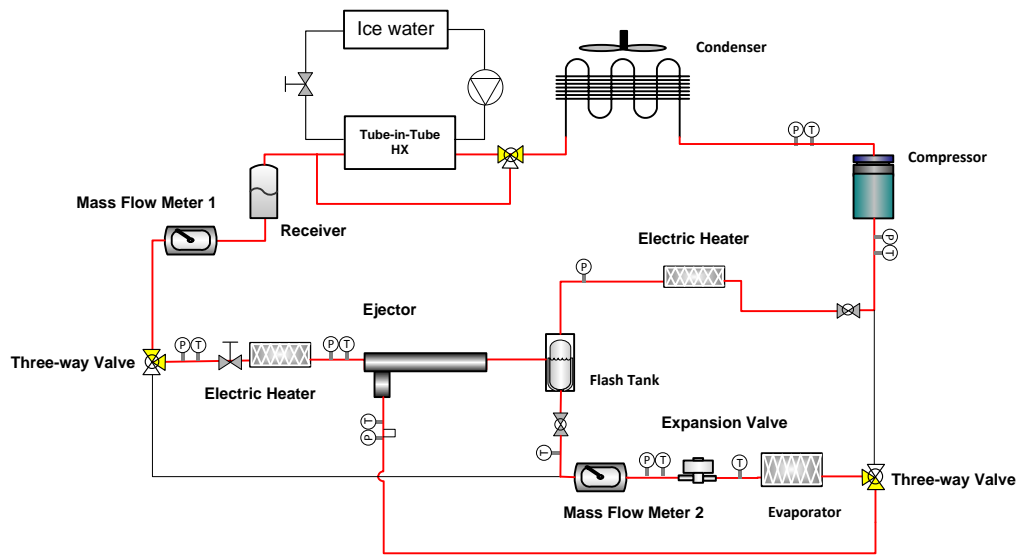 Ice water
Condenser
Tube-in-Tube
HX
P T
Compressor
Mass Flow Meter 1
Receiver
P
T
Electric Heater
P
Ejector
Three-way Valve
P T
P T
Electric Heater
Flash Tank
T
P
Expansion Valve
T
P T
T
Three-way Valve
Mass Flow Meter 2
Evaporator